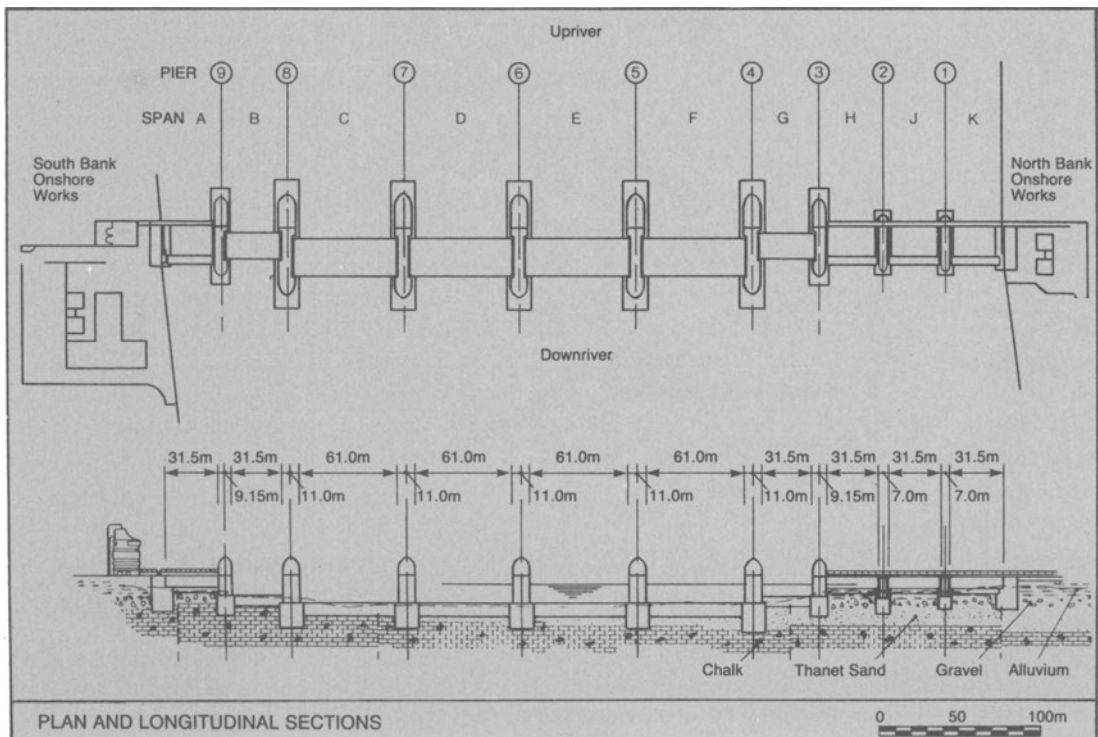 Upriver
PIER 9 8 7 6 5 4 3 2 1
SPAN A B C D E F G H J K
South Bank
Onshore
Works
North Bank
Onshore
Works
Downriver
31.5m 31.5m 61.0m 61.0m 61.0m 61.0m 31.5m 31.5m 31.5m 31.5m
9.15m 11.0m 11.0m 11.0m 11.0m 11.0m 9.15m 7.0m 7.0m
Chalk Thanet Sand Gravel Alluvium
PLAN AND LONGITUDINAL SECTIONS
0 50 100m